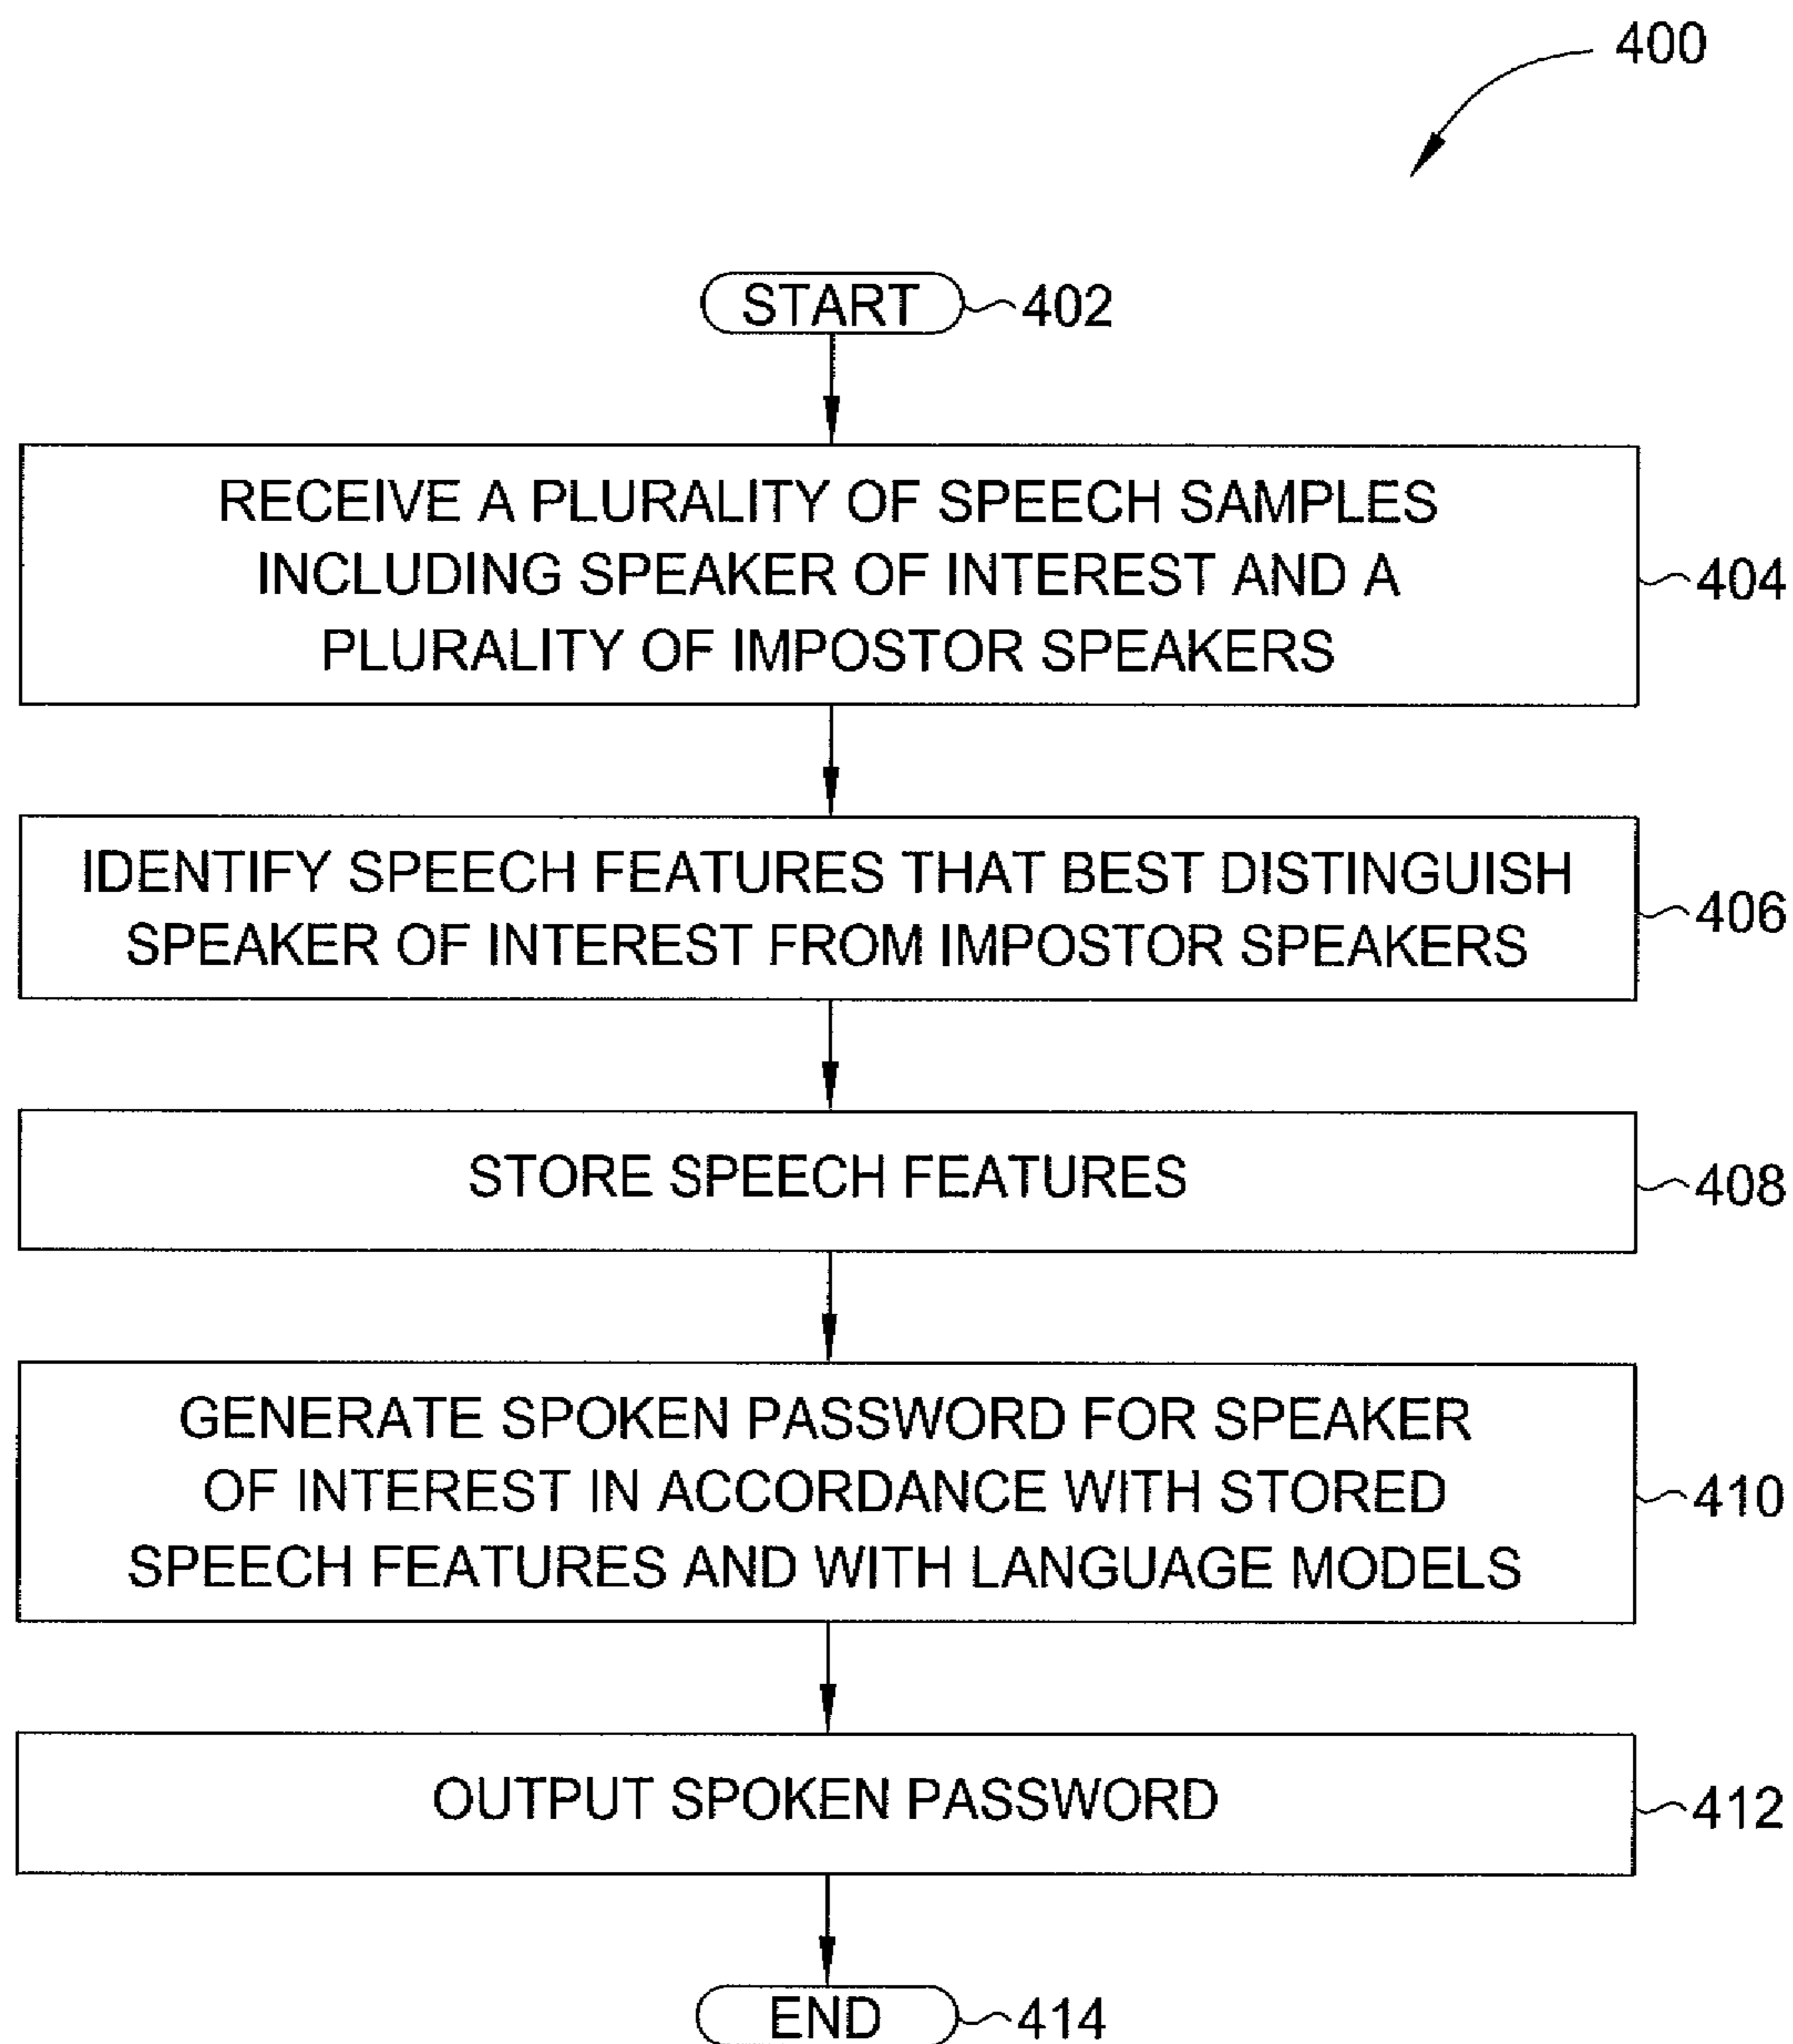 400
START
402
RECEIVE A PLURALITY OF SPEECH SAMPLES
INCLUDING SPEAKER OF INTEREST AND A
PLURALITY OF IMPOSTOR SPEAKERS
404
IDENTIFY SPEECH FEATURES THAT BEST DISTINGUISH
SPEAKER OF INTEREST FROM IMPOSTOR SPEAKERS
406
STORE SPEECH FEATURES
408
GENERATE SPOKEN PASSWORD FOR SPEAKER
OF INTEREST IN ACCORDANCE WITH STORED
SPEECH FEATURES AND WITH LANGUAGE MODELS
410
OUTPUT SPOKEN PASSWORD
412
END
414